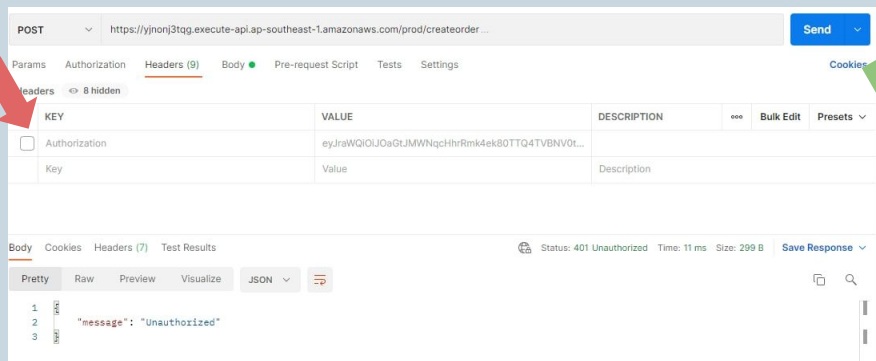 POST https://yjnonj3tqg.execute-api.ap-southeast-1.amazonaws.com/prod/createorder ... Send
Params Authorization Headers (9) Body Pre-request Script Tests Settings Cookies
Headers 8 hidden
KEY VALUE DESCRIPTION ooo Bulk Edit Presets
Authorization eyJraWQiOiJOaGtJMWNqcHhrRmk4ek80TTQ4TVBNV0t...
Key Value Description
Body Cookies Headers (7) Test Results Status: 401 Unauthorized Time: 11 ms Size: 299 B Save Response
Pretty Raw Preview Visualize JSON
1 {
2 "message": "Unauthorized"
3 }